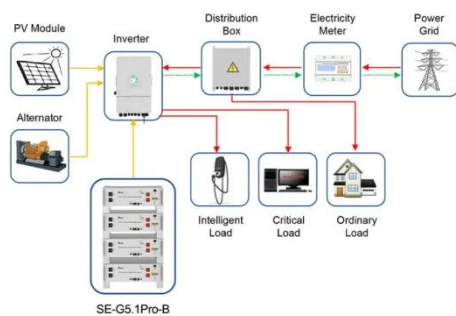 PV Module
Inverter
Distribution
Box
Electricity
Meter
Power
Grid
Alternator
Intelligent
Load
Critical
Load
Ordinary
Load
SE-G5.1Pro-B